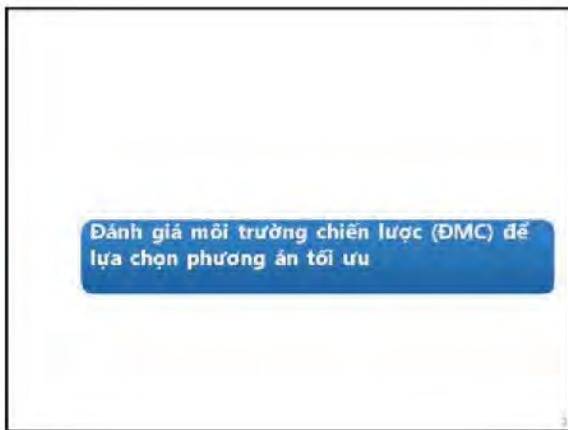 Đánh giá môi trường chiến lược (ĐMC) để
lựa chọn phương án tối ưu